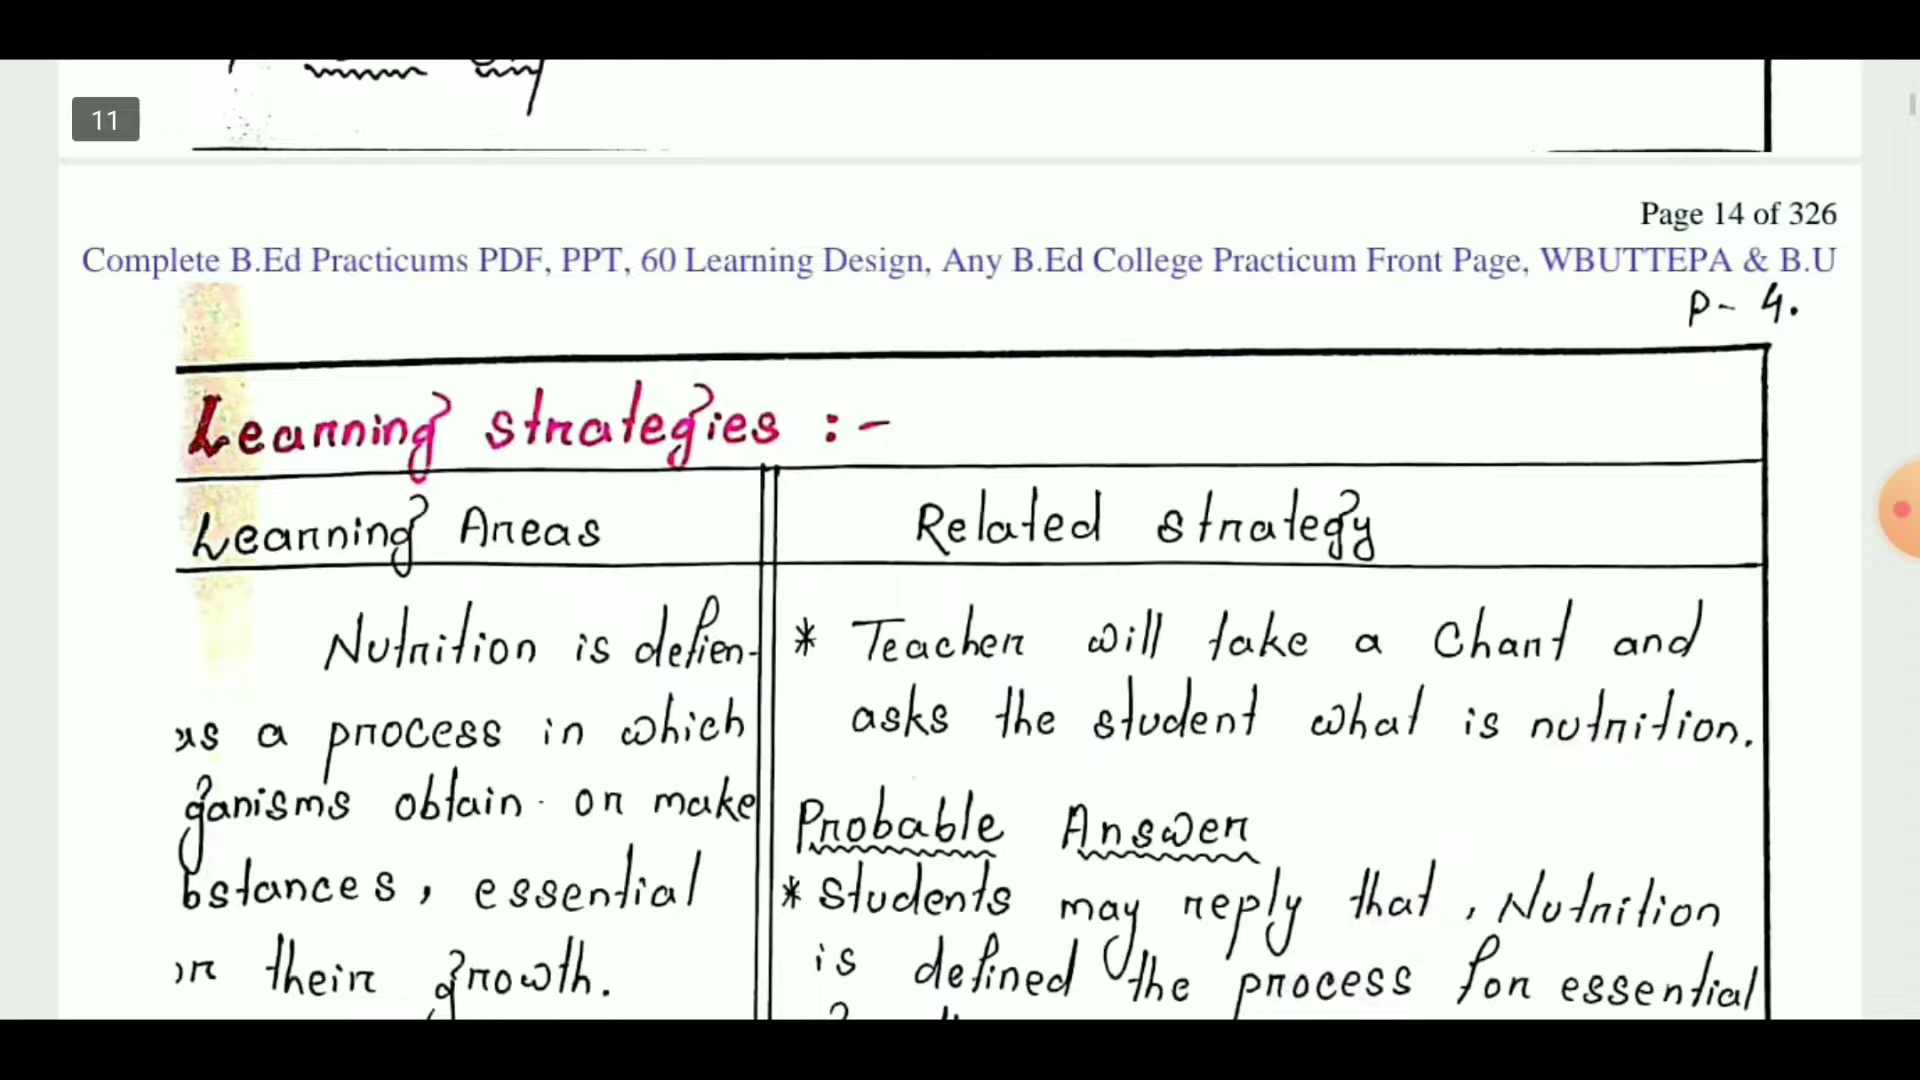 11
Page 14 of 326
Complete B.Ed Practicums PDF, PPT, 60 Learning Design, Any B.Ed College Practicum Front Page, WBUTTEPA & B.U
P- 4.
Learning strategies :-
Learning Areas
Related strategy
Nutrition is defien-
as a process in which
ganisms obtain or make
bstances, essential
or their growth.
* Teacher will take a Chart and
asks the student what is nutrition.
Probable Answer
* Students may reply that, Nutrition
is defined the process for essential